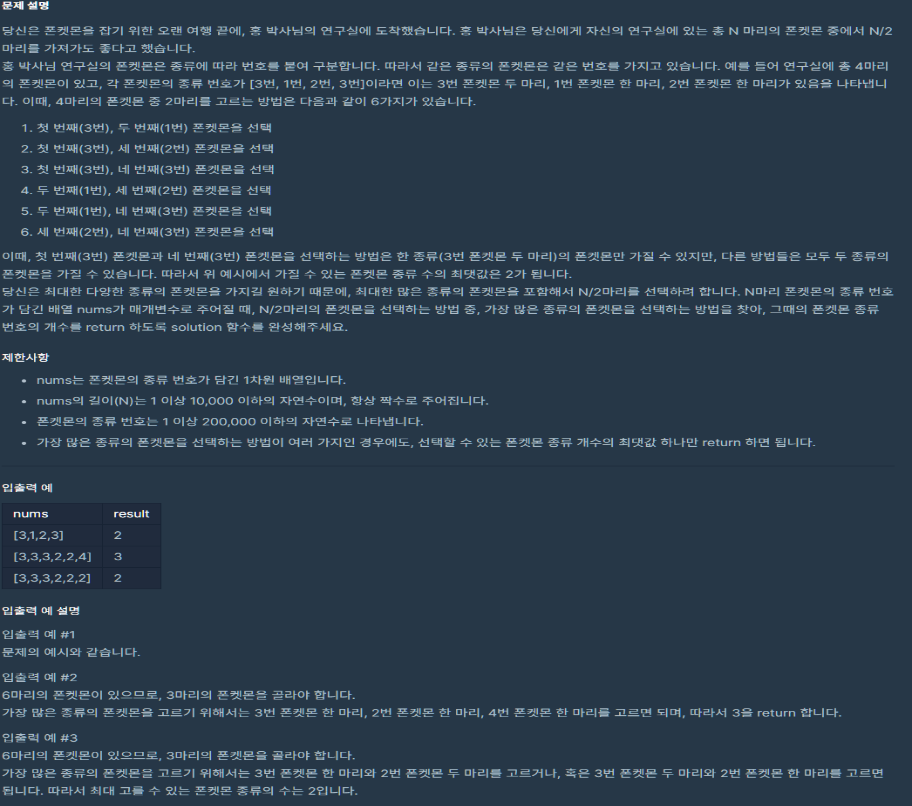 문제 설명
당신은 폰켓몬을 잡기 위한 오랜 여행 끝에, 홍 박사님의 연구실에 도착했습니다. 홍 박사님은 당신에게 자신의 연구실에 있는 총 N 마리의 폰켓몬 중에서 N/2
마리를 가져가도 좋다고 했습니다.
홍 박사님 연구실의 폰켓몬은 종류에 따라 번호를 붙여 구분합니다. 따라서 같은 종류의 폰켓몬은 같은 번호를 가지고 있습니다. 예를 들어 연구실에 총 4마리
의 폰켓몬이 있고, 각 폰켓몬의 종류 번호가 [3번, 1번, 2번, 3번]이라면 이는 3번 폰켓몬 두 마리, 1번 폰켓몬 한 마리, 2번 폰켓몬 한 마리가 있음을 나타냅니
다. 이때, 4마리의 폰켓몬 중 2마리를 고르는 방법은 다음과 같이 6가지가 있습니다.
1. 첫 번째(3번), 두 번째(1번) 폰켓몬을 선택
2. 첫 번째(3번), 세 번째(2번) 폰켓몬을 선택
3. 첫 번째(3번), 네 번째(3번) 폰켓몬을 선택
4. 두 번째(1번), 세 번째(2번) 폰켓몬을 선택
5. 두 번째(1번), 네 번째(3번) 폰켓몬을 선택
6. 세 번째(2번), 네 번째(3번) 폰켓몬을 선택
이때, 첫 번째(3번) 폰켓몬과 네 번째(3번) 폰켓몬을 선택하는 방법은 한 종류(3번 폰켓몬 두 마리)의 폰켓몬만 가질 수 있지만, 다른 방법들은 모두 두 종류의
폰켓몬을 가질 수 있습니다. 따라서 위 예시에서 가질 수 있는 폰켓몬 종류 수의 최댓값은 2가 됩니다.
당신은 최대한 다양한 종류의 폰켓몬을 가지길 원하기 때문에, 최대한 많은 종류의 폰켓몬을 포함해서 N/2마리를 선택하려 합니다. N마리 폰켓몬의 종류 번호
가 담긴 배열 nums가 매개변수로 주어질 때, N/2마리의 폰켓몬을 선택하는 방법 중, 가장 많은 종류의 폰켓몬을 선택하는 방법을 찾아, 그때의 폰켓몬 종류
번호의 개수를 return 하도록 solution 함수를 완성해주세요.
제한사항
• nums는 폰켓몬의 종류 번호가 담긴 1차원 배열입니다.
• nums의 길이(N)는 1 이상 10,000 이하의 자연수이며, 항상 짝수로 주어집니다.
• 폰켓몬의 종류 번호는 1 이상 200,000 이하의 자연수로 나타냅니다.
• 가장 많은 종류의 폰켓몬을 선택하는 방법이 여러 가지인 경우에도, 선택할 수 있는 폰켓몬 종류 개수의 최댓값 하나만 return 하면 됩니다.
입출력 예
nums result
[3,1,2,3] 2
[3,3,3,2,2,4] 3
[3,3,3,2,2,2] 2
입출력 예 설명
입출력 예 #1
문제의 예시와 같습니다.
입출력 예 #2
6마리의 폰켓몬이 있으므로, 3마리의 폰켓몬을 골라야 합니다.
가장 많은 종류의 폰켓몬을 고르기 위해서는 3번 폰켓몬 한 마리, 2번 폰켓몬 한 마리, 4번 폰켓몬 한 마리를 고르면 되며, 따라서 3을 return 합니다.
입출력 예 #3
6마리의 폰켓몬이 있으므로, 3마리의 폰켓몬을 골라야 합니다.
가장 많은 종류의 폰켓몬을 고르기 위해서는 3번 폰켓몬 한 마리와 2번 폰켓몬 두 마리를 고르거나, 혹은 3번 폰켓몬 두 마리와 2번 폰켓몬 한 마리를 고르면
됩니다. 따라서 최대 고를 수 있는 폰켓몬 종류의 수는 2입니다.